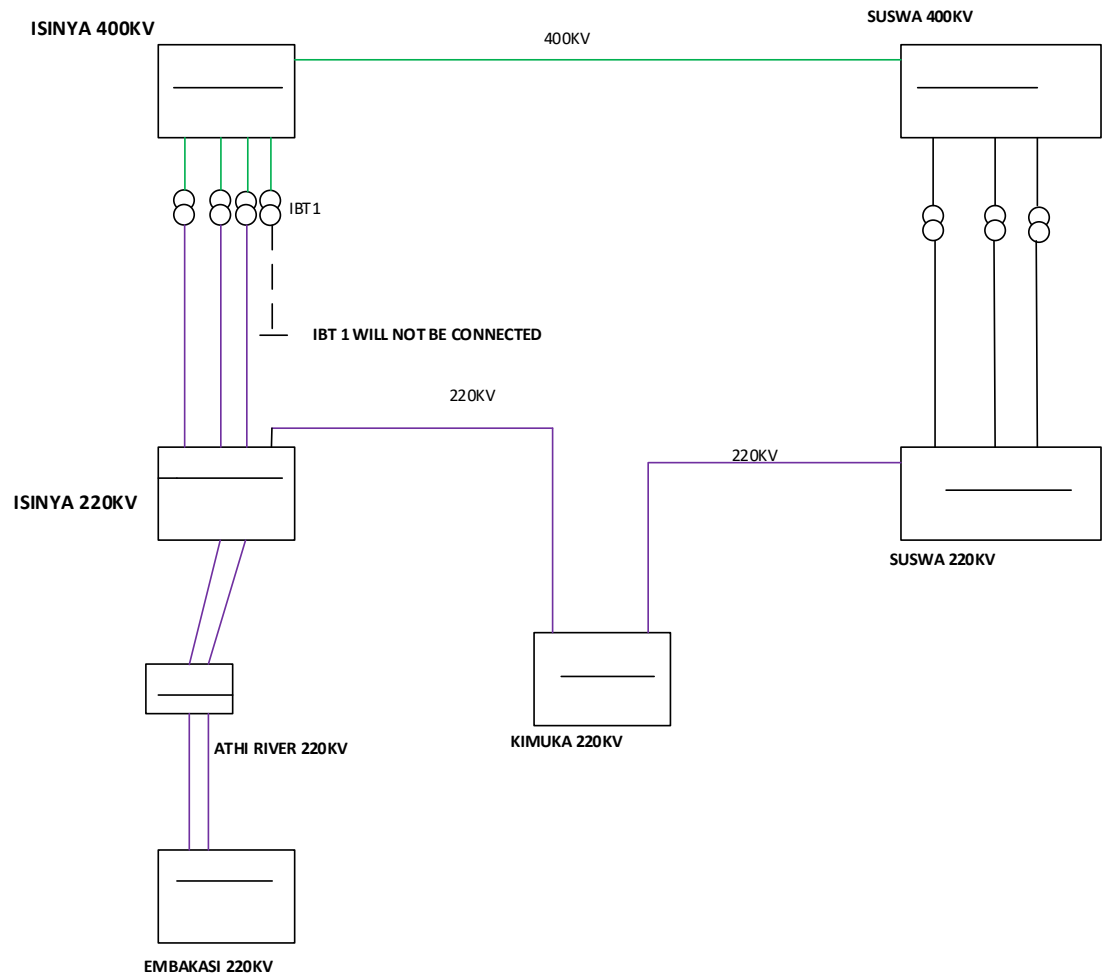 ISINYA 400KV
SUSWA 400KV
400KV
IBT1
IBT 1 WILL NOT BE CONNECTED
220KV
220KV
ISINYA 220KV
SUSWA 220KV
KIMUKA 220KV
ATHI RIVER 220KV
EMBAKASI 220KV